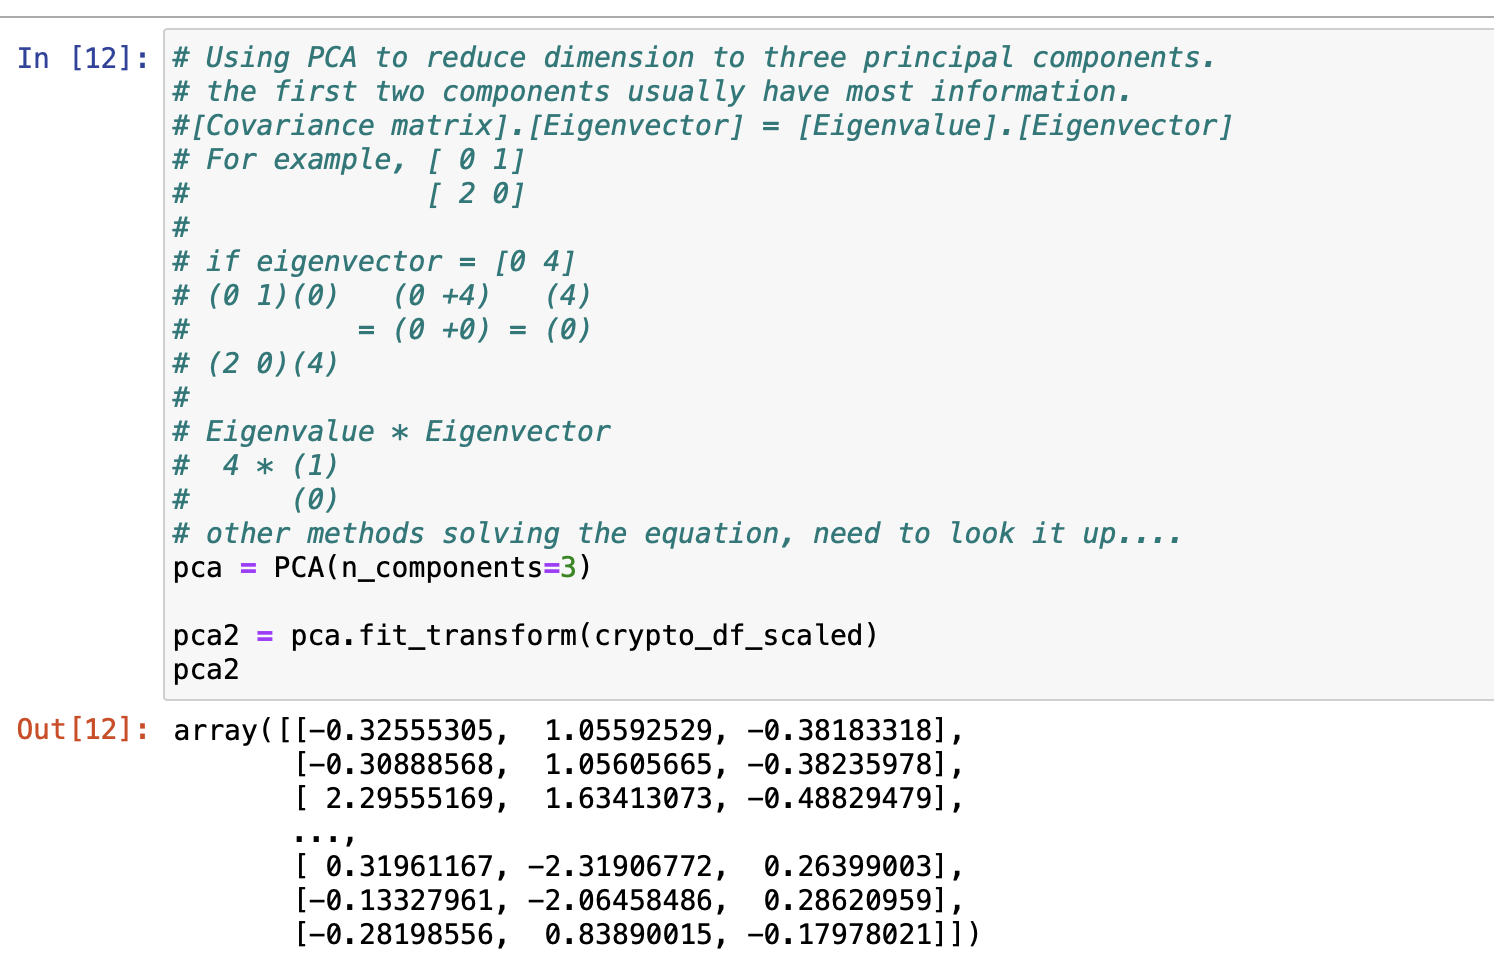 In [12]: # Using PCA to reduce dimension to three principal components.
# the first two components usually have most information.
#[Covariance matrix].[Eigenvector] = [Eigenvalue].[Eigenvector]
# For example, [ 0 1]
#              [ 2 0]
#
# if eigenvector = [0 4]
# (0 1)(0)   (0 +4)   (4)
#          = (0 +0) = (0)
# (2 0)(4)
#
# Eigenvalue * Eigenvector
#  4 * (1)
#      (0)
# other methods solving the equation, need to look it up....
pca = PCA(n_components=3)

pca2 = pca.fit_transform(crypto_df_scaled)
pca2
Out[12]: array([[-0.32555305,  1.05592529, -0.38183318],
       [-0.30888568,  1.05605665, -0.38235978],
       [ 2.29555169,  1.63413073, -0.48829479],
       ...,
       [ 0.31961167, -2.31906772,  0.26399003],
       [-0.13327961, -2.06458486,  0.28620959],
       [-0.28198556,  0.83890015, -0.17978021]])